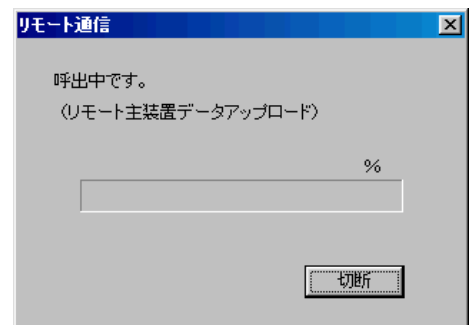 リモート通信
呼出中です。
（リモート主装置データアップロード）
%
切断